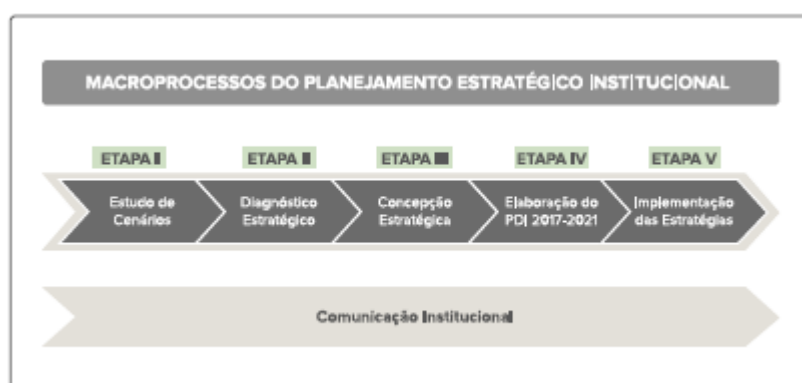 MACROPROCESSOS DO PLANEJAMENTO ESTRATÉGICO INSTITUCIONAL
ETAPA I ETAPA II ETAPA III ETAPA IV ETAPA V
Estudo de Diagnóstico Concepção Elaboração do Implementação
Cenários Estratégico Estratégica PDI 2017-2021 das Estratégias
Comunicação Institucional